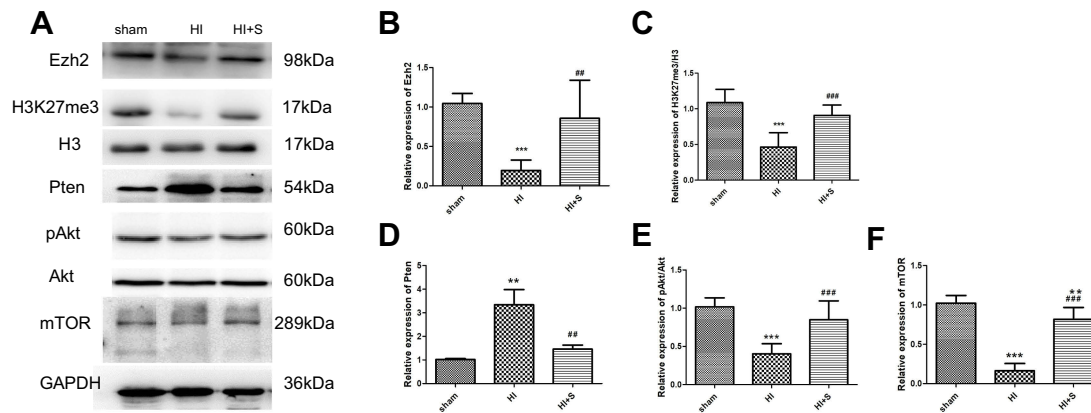 A
sham HI HI+S
Ezh2 98kDa
H3K27me3 17kDa
H3 17kDa
Pten 54kDa
pAkt 60kDa
Akt 60kDa
mTOR 289kDa
GAPDH 36kDa
B
Relative expression of Ezh2
1.5
1.0
0.5
0.0
***
##
sham HI HI+S
C
Relative expression of H3K27me3/H3
1.5
1.0
0.5
0.0
***
###
sham HI HI+S
D
Relative expression of Pten
5
4
3
2
1
0
**
##
sham HI HI+S
E
Relative expression of pAkt/Akt
1.5
1.0
0.5
0.0
***
###
sham HI HI+S
F
Relative expression of mTOR
1.5
1.0
0.5
0.0
***
**
###
sham HI HI+S